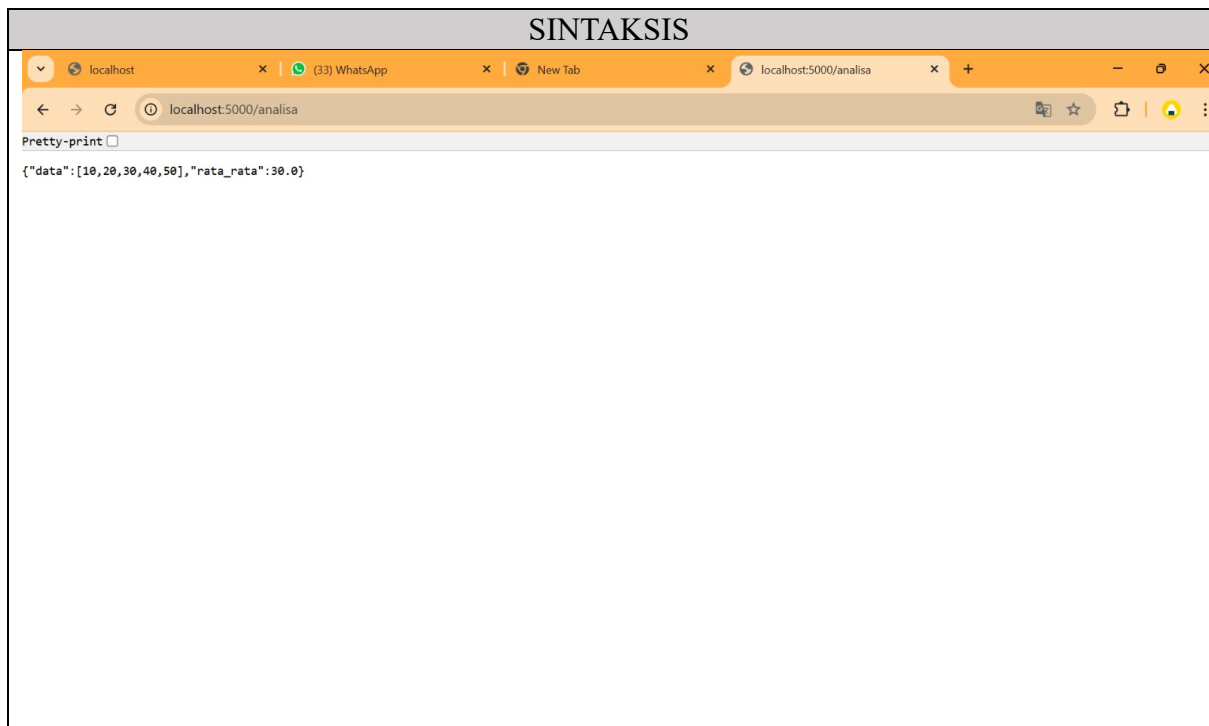 SINTAKSIS
localhost
(33) WhatsApp
New Tab
localhost:5000/analisa
localhost:5000/analisa
Pretty-print
{"data":[10,20,30,40,50],"rata_rata":30.0}